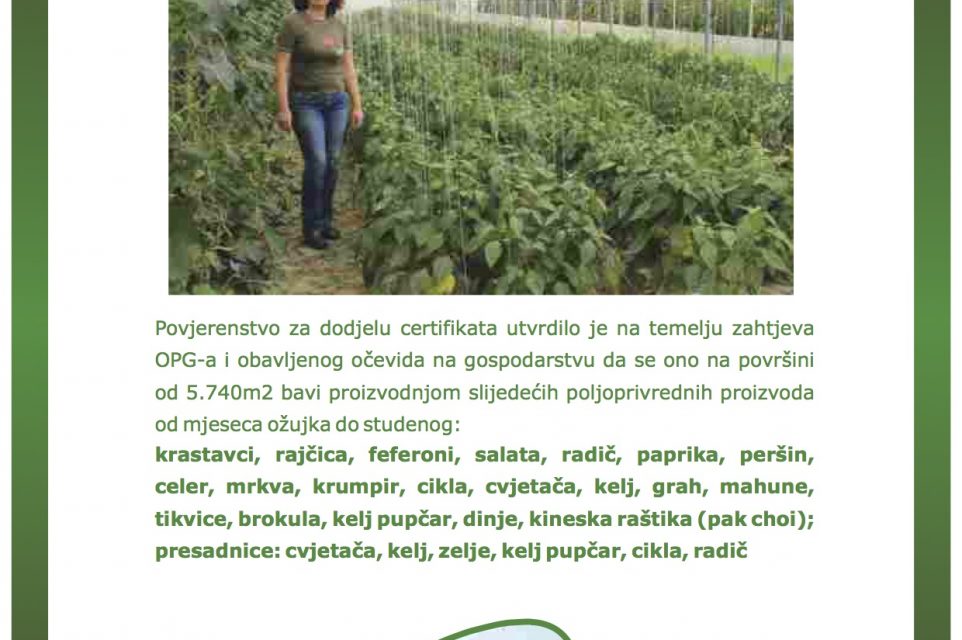 Povjerenstvo za dodjelu certifikata utvrdilo je na temelju zahtjeva
OPG-a i obavljenog očevida na gospodarstvu da se ono na površini
od 5.740m2 bavi proizvodnjom slijedećih poljoprivrednih proizvoda
od mjeseca ožujka do studenog:
krastavci, rajčica, feferoni, salata, radič, paprika, peršin,
celer, mrkva, krumpir, cikla, cvjetača, kelj, grah, mahune,
tikvice, brokula, kelj pupčar, dinje, kineska raštika (pak choi);
presadnice: cvjetača, kelj, zelje, kelj pupčar, cikla, radič